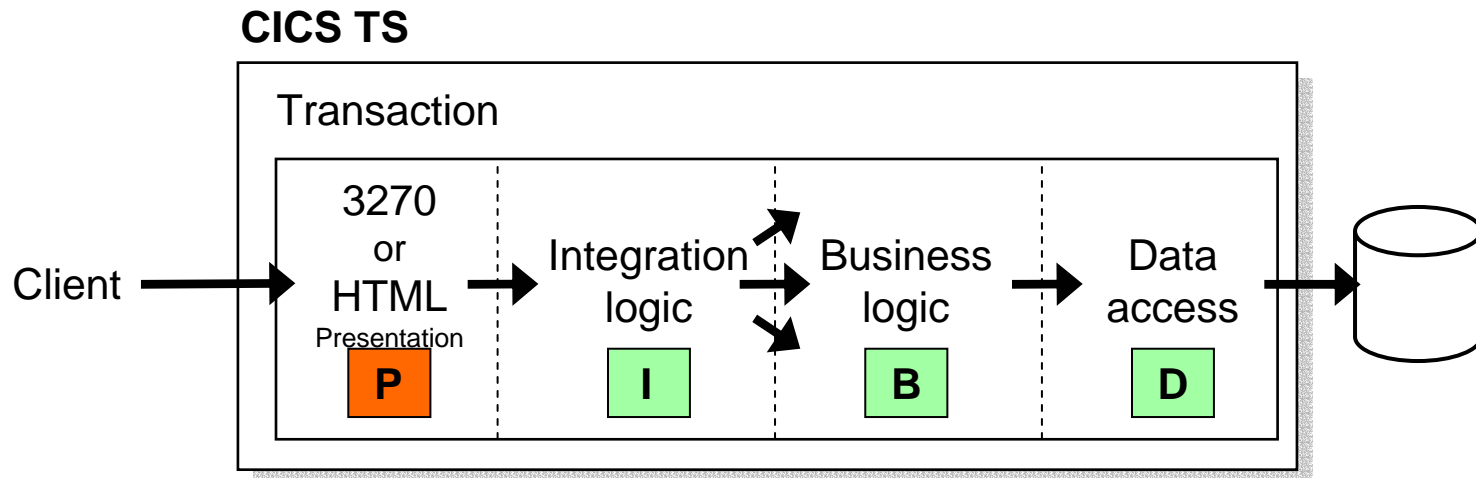 CICS TS
Transaction
Client
3270
or
HTML
Presentation
P
Integration
logic
I
Business
logic
B
Data
access
D